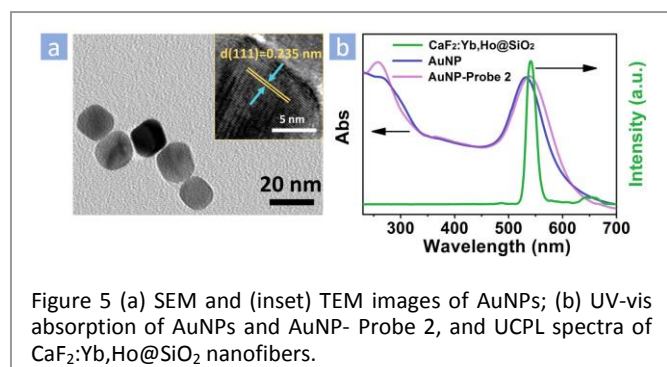 a
d(111)=0.235 nm
5 nm
20 nm
b
CaF₂:Yb,Ho@SiO₂
AuNP
AuNP-Probe 2
Abs
Intensity (a.u.)
300 400 500 600 700
Wavelength (nm)
Figure 5 (a) SEM and (inset) TEM images of AuNPs; (b) UV-vis
absorption of AuNPs and AuNP- Probe 2, and UCPL spectra of
CaF₂:Yb,Ho@SiO₂ nanofibers.